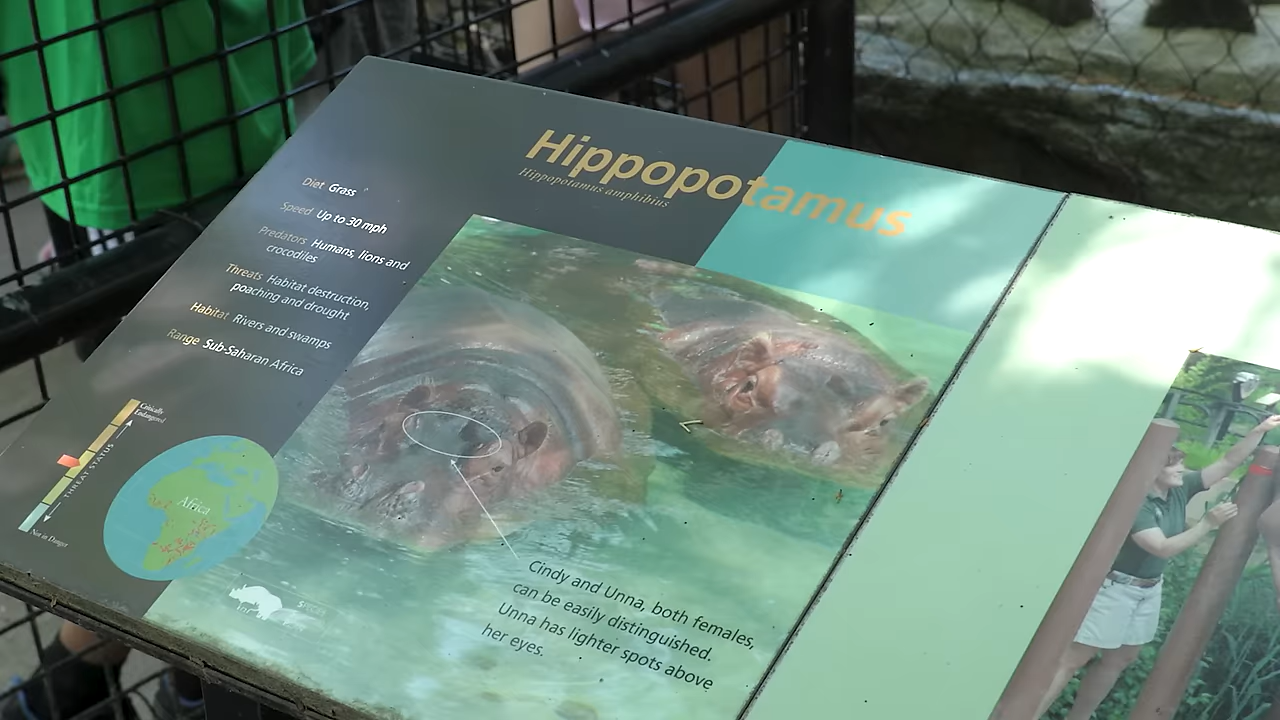 Hippopotamus
Hippopotamus amphibius
Diet Grass
Speed Up to 30 mph
Predators Humans, lions and
crocodiles
Threats Habitat destruction,
poaching and drought
Habitat Rivers and swamps
Range Sub-Saharan Africa
Critically
Endangered
THREAT STATUS
Not in Danger
Africa
SPECIES
Cindy and Unna, both females,
can be easily distinguished.
Unna has lighter spots above
her eyes.